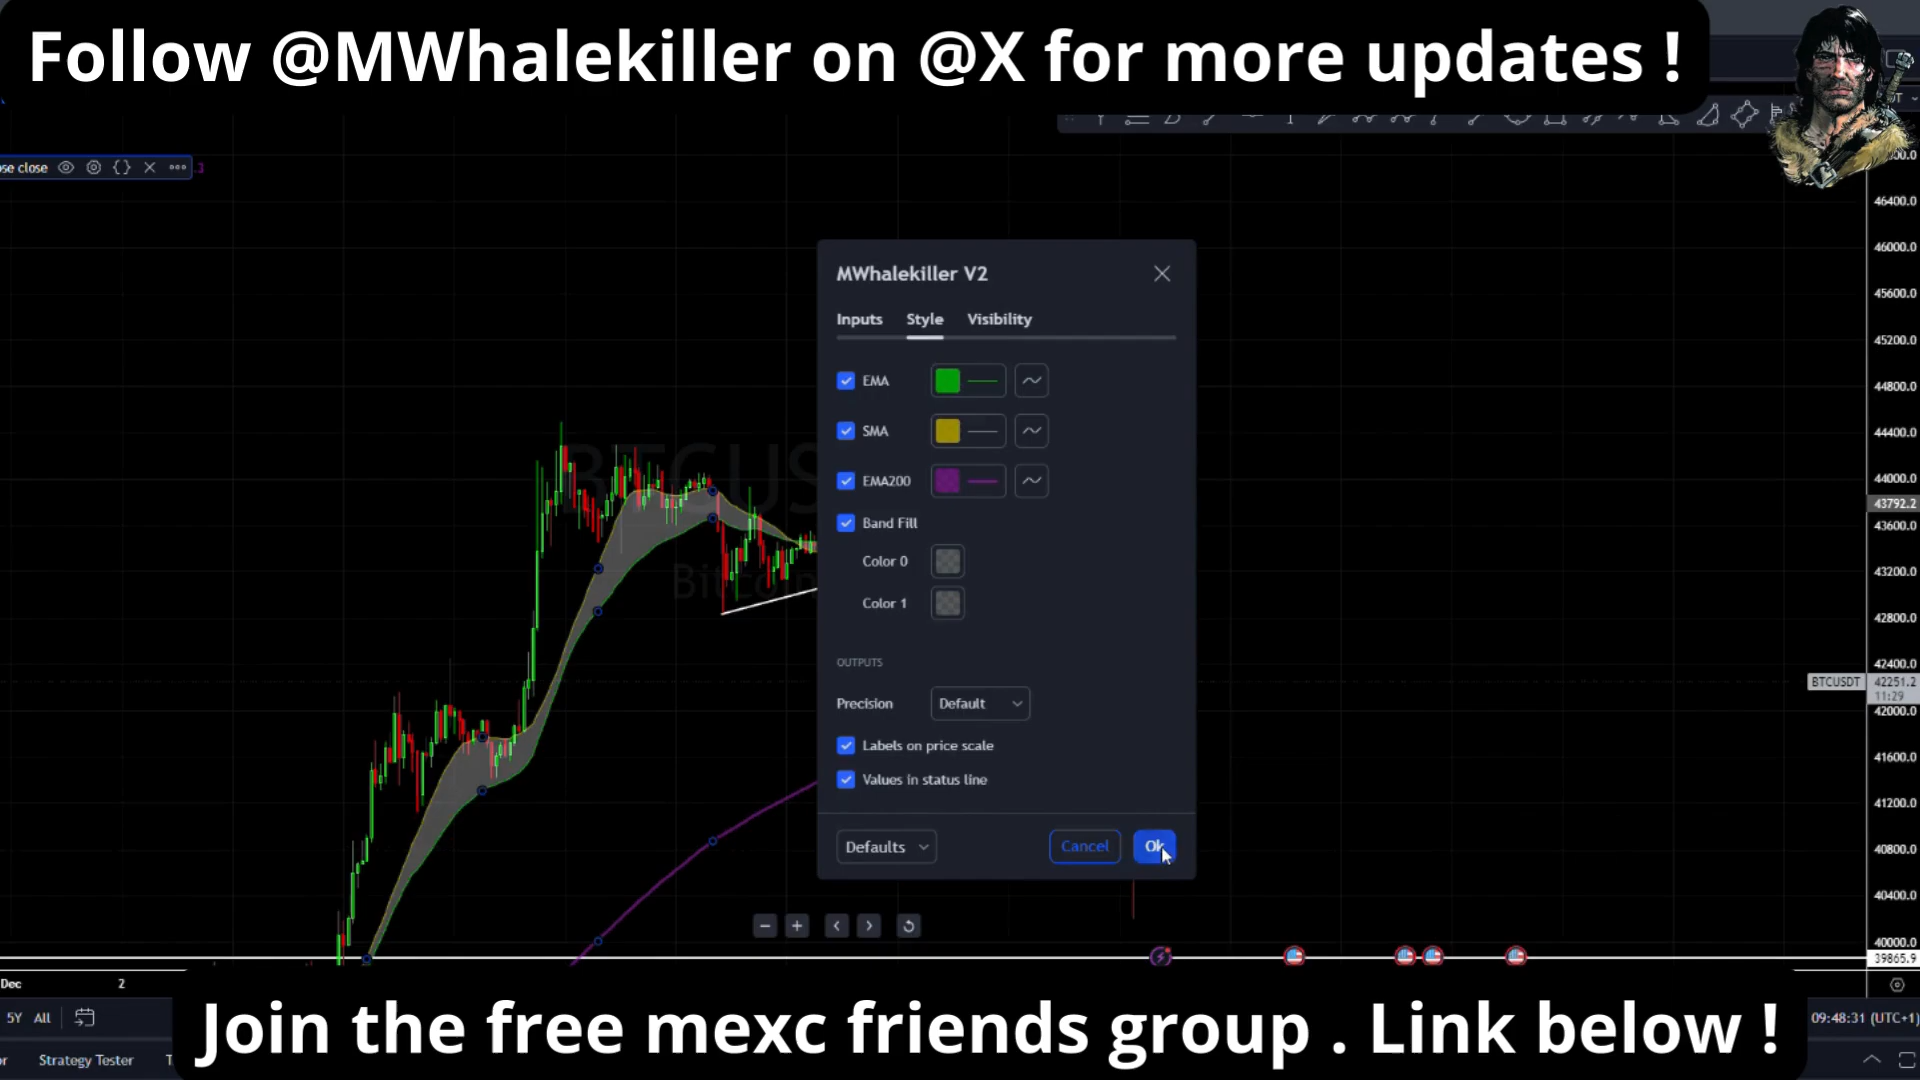 Follow @MWhalekiller on @X for more updates !
close
46400.0
46000.0
45600.0
45200.0
44800.0
44400.0
44000.0
43792.2
43600.0
43200.0
42800.0
42400.0
BTCUSDT 42251.2
11:29
42000.0
41600.0
41200.0
40800.0
40400.0
40000.0
39865.9
MWhalekiller V2
Inputs Style Visibility
EMA
SMA
EMA200
Band Fill
Color 0
Color 1
OUTPUTS
Precision Default
Labels on price scale
Values in status line
Defaults Cancel Ok
Dec 2
5Y All
09:48:31 (UTC+1)
Strategy Tester
Join the free mexc friends group . Link below !